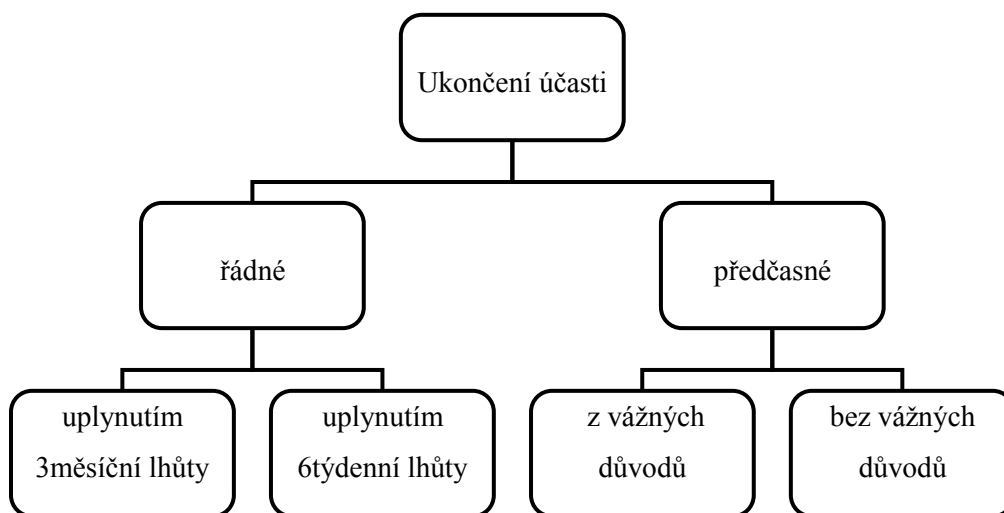 Ukončení účasti
řádné
předčasné
uplynutím
3měsíční lhůty
uplynutím
6týdenní lhůty
z vážných
důvodů
bez vážných
důvodů